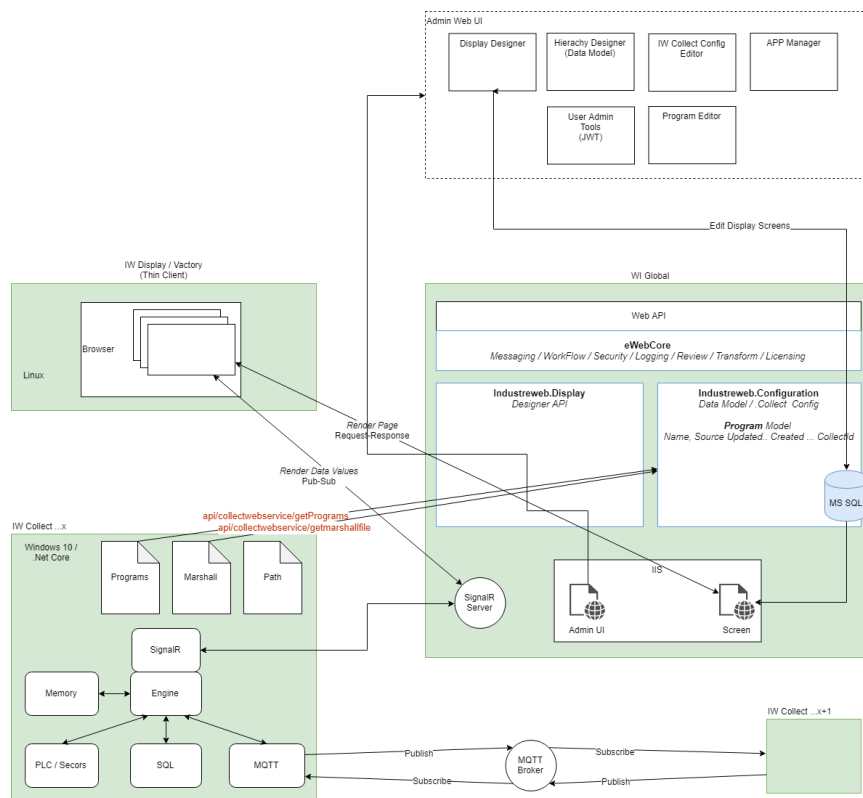 Admin Web UI
Display Designer
Hierachy Designer
(Data Model)
IW Collect Config
Editor
APP Manager
User Admin
Tools
(JWT)
Program Editor
Edit Display Screens
IW Display / Vactory
(Thin Client)
Browser
Linux
WI Global
Web API
eWebCore
Messaging / WorkFlow / Security / Logging / Review / Transform / Licensing
Industreweb.Display
Designer API
Industreweb.Configuration
Data Model / .Collect Config
Program Model
Name, Source Updated.. Created ... CollectId
MS SQL
Render Page
Request-Response
Render Data Values
Pub-Sub
api/collectwebservice/getPrograms
api/collectwebservice/getmarshallfile
IW Collect ...x
Windows 10 /
.Net Core
Programs
Marshall
Path
SignalR
Server
IIS
Admin UI
Screen
SignalR
Memory
Engine
PLC / Secors
SQL
MQTT
Publish
Subscribe
MQTT
Broker
Subscribe
Publish
IW Collect ...x+1